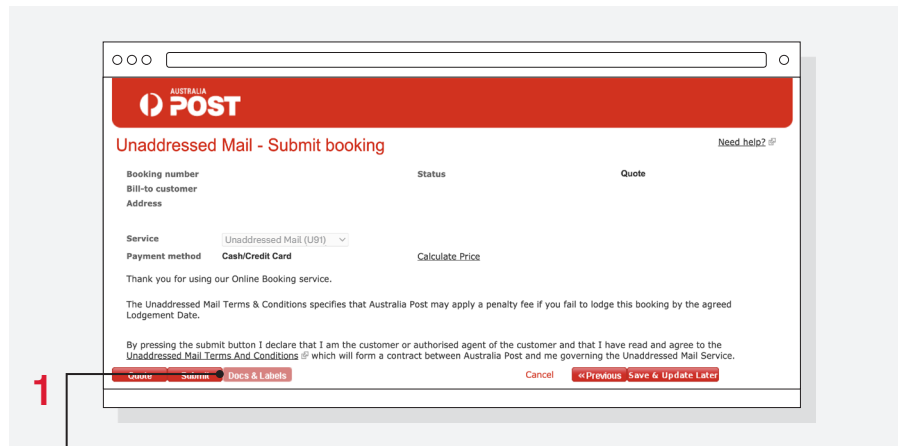 AUSTRALIA
POST
Unaddressed Mail - Submit booking
Need help?
Booking number
Status
Quote
Bill-to customer
Address
Service
Unaddressed Mail (U91)
Payment method
Cash/Credit Card
Calculate Price
Thank you for using our Online Booking service.
The Unaddressed Mail Terms & Conditions specifies that Australia Post may apply a penalty fee if you fail to lodge this booking by the agreed
Lodgement Date.
By pressing the submit button I declare that I am the customer or authorised agent of the customer and that I have read and agree to the
Unaddressed Mail Terms And Conditions which will form a contract between Australia Post and me governing the Unaddressed Mail Service.
Quote Submit Docs & Labels Cancel «Previous Save & Update Later
1